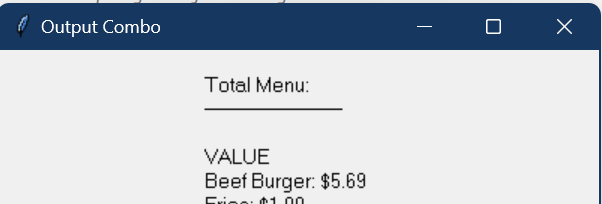 Output Combo
Total Menu:
VALUE
Beef Burger: $5.69